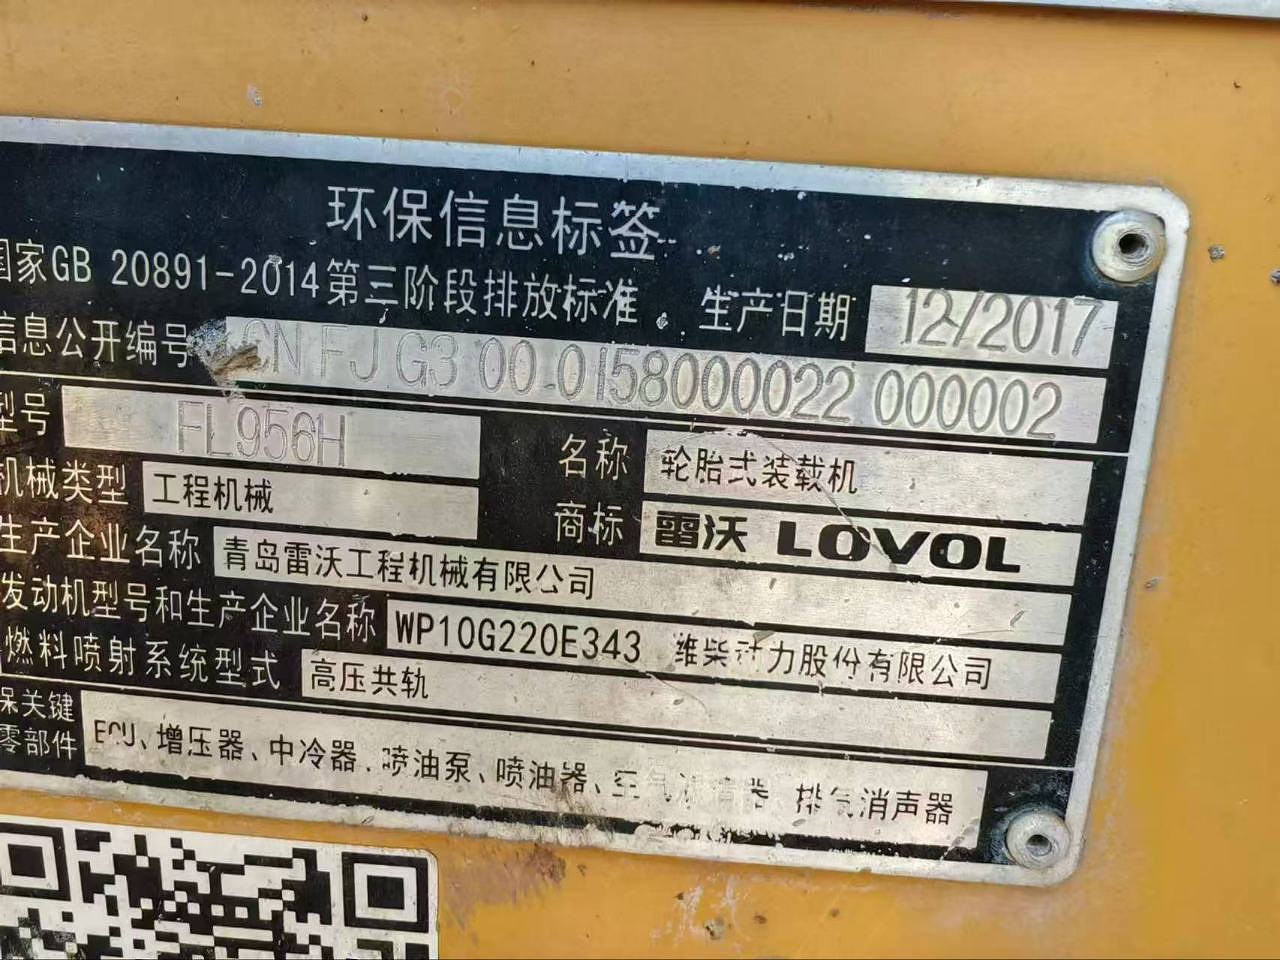 环保信息标签
国家GB 20891-2014第三阶段排放标准 生产日期 12/2017
信息公开编号 CN FJ G3 00 0158000022 000002
型号 FL956H 名称 轮胎式装载机
机械类型 工程机械 商标 雷沃 LOVOL
生产企业名称 青岛雷沃工程机械有限公司
发动机型号和生产企业名称 WP10G220E343 潍柴动力股份有限公司
燃料喷射系统型式 高压共轨
保关键
零部件 ECU、增压器、中冷器、喷油泵、喷油器、空气滤清器、排气消声器